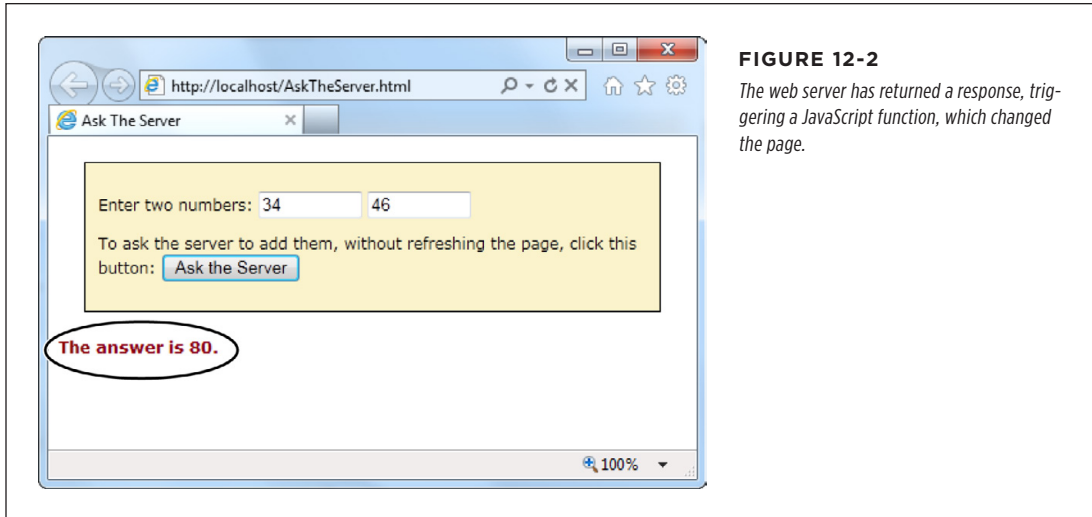 http://localhost/AskTheServer.html
Ask The Server
Enter two numbers: 34 46
To ask the server to add them, without refreshing the page, click this
button: Ask the Server
The answer is 80.
100%
FIGURE 12-2
The web server has returned a response, trig-
gering a JavaScript function, which changed
the page.